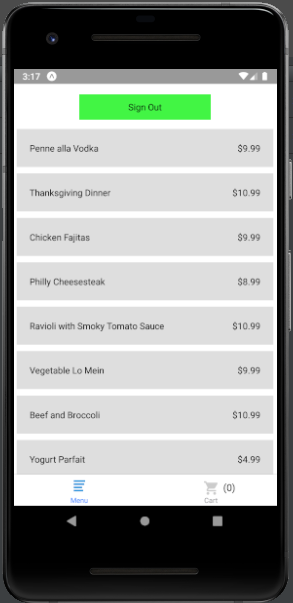 3:17
Sign Out
Penne alla Vodka $9.99
Thanksgiving Dinner $10.99
Chicken Fajitas $9.99
Philly Cheesesteak $8.99
Ravioli with Smoky Tomato Sauce $10.99
Vegetable Lo Mein $9.99
Beef and Broccoli $10.99
Yogurt Parfait $4.99
(0)
Menu Cart